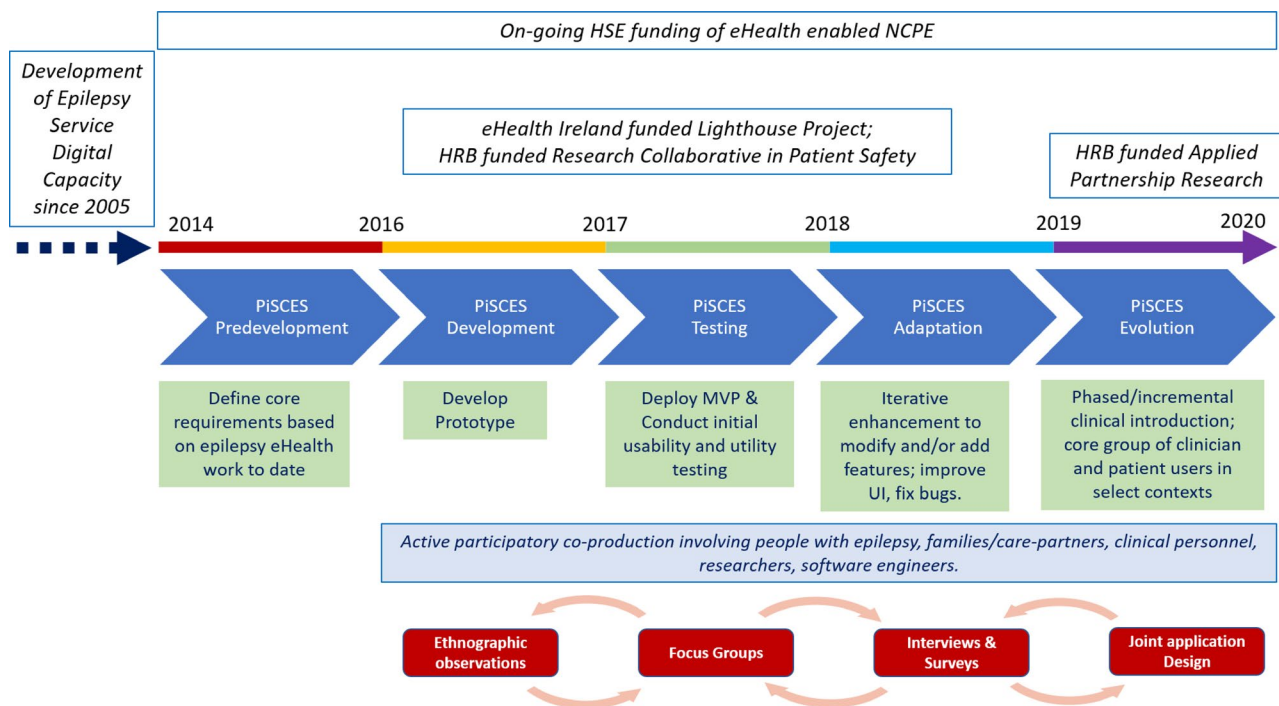 On-going HSE funding of eHealth enabled NCPE
Development
of Epilepsy
Service
Digital
Capacity
since 2005
eHealth Ireland funded Lighthouse Project;
HRB funded Research Collaborative in Patient Safety
HRB funded Applied
Partnership Research
2014
2016
2017
2018
2019
2020
PiSCES
Predevelopment
PiSCES
Development
PiSCES
Testing
PiSCES
Adaptation
PiSCES
Evolution
Define core
requirements based
on epilepsy eHealth
work to date
Develop
Prototype
Deploy MVP &
Conduct initial
usability and utility
testing
Iterative
enhancement to
modify and/or add
features; improve
UI, fix bugs.
Phased/incremental
clinical introduction;
core group of clinician
and patient users in
select contexts
Active participatory co-production involving people with epilepsy, families/care-partners, clinical personnel,
researchers, software engineers.
Ethnographic
observations
Focus Groups
Interviews &
Surveys
Joint application
Design